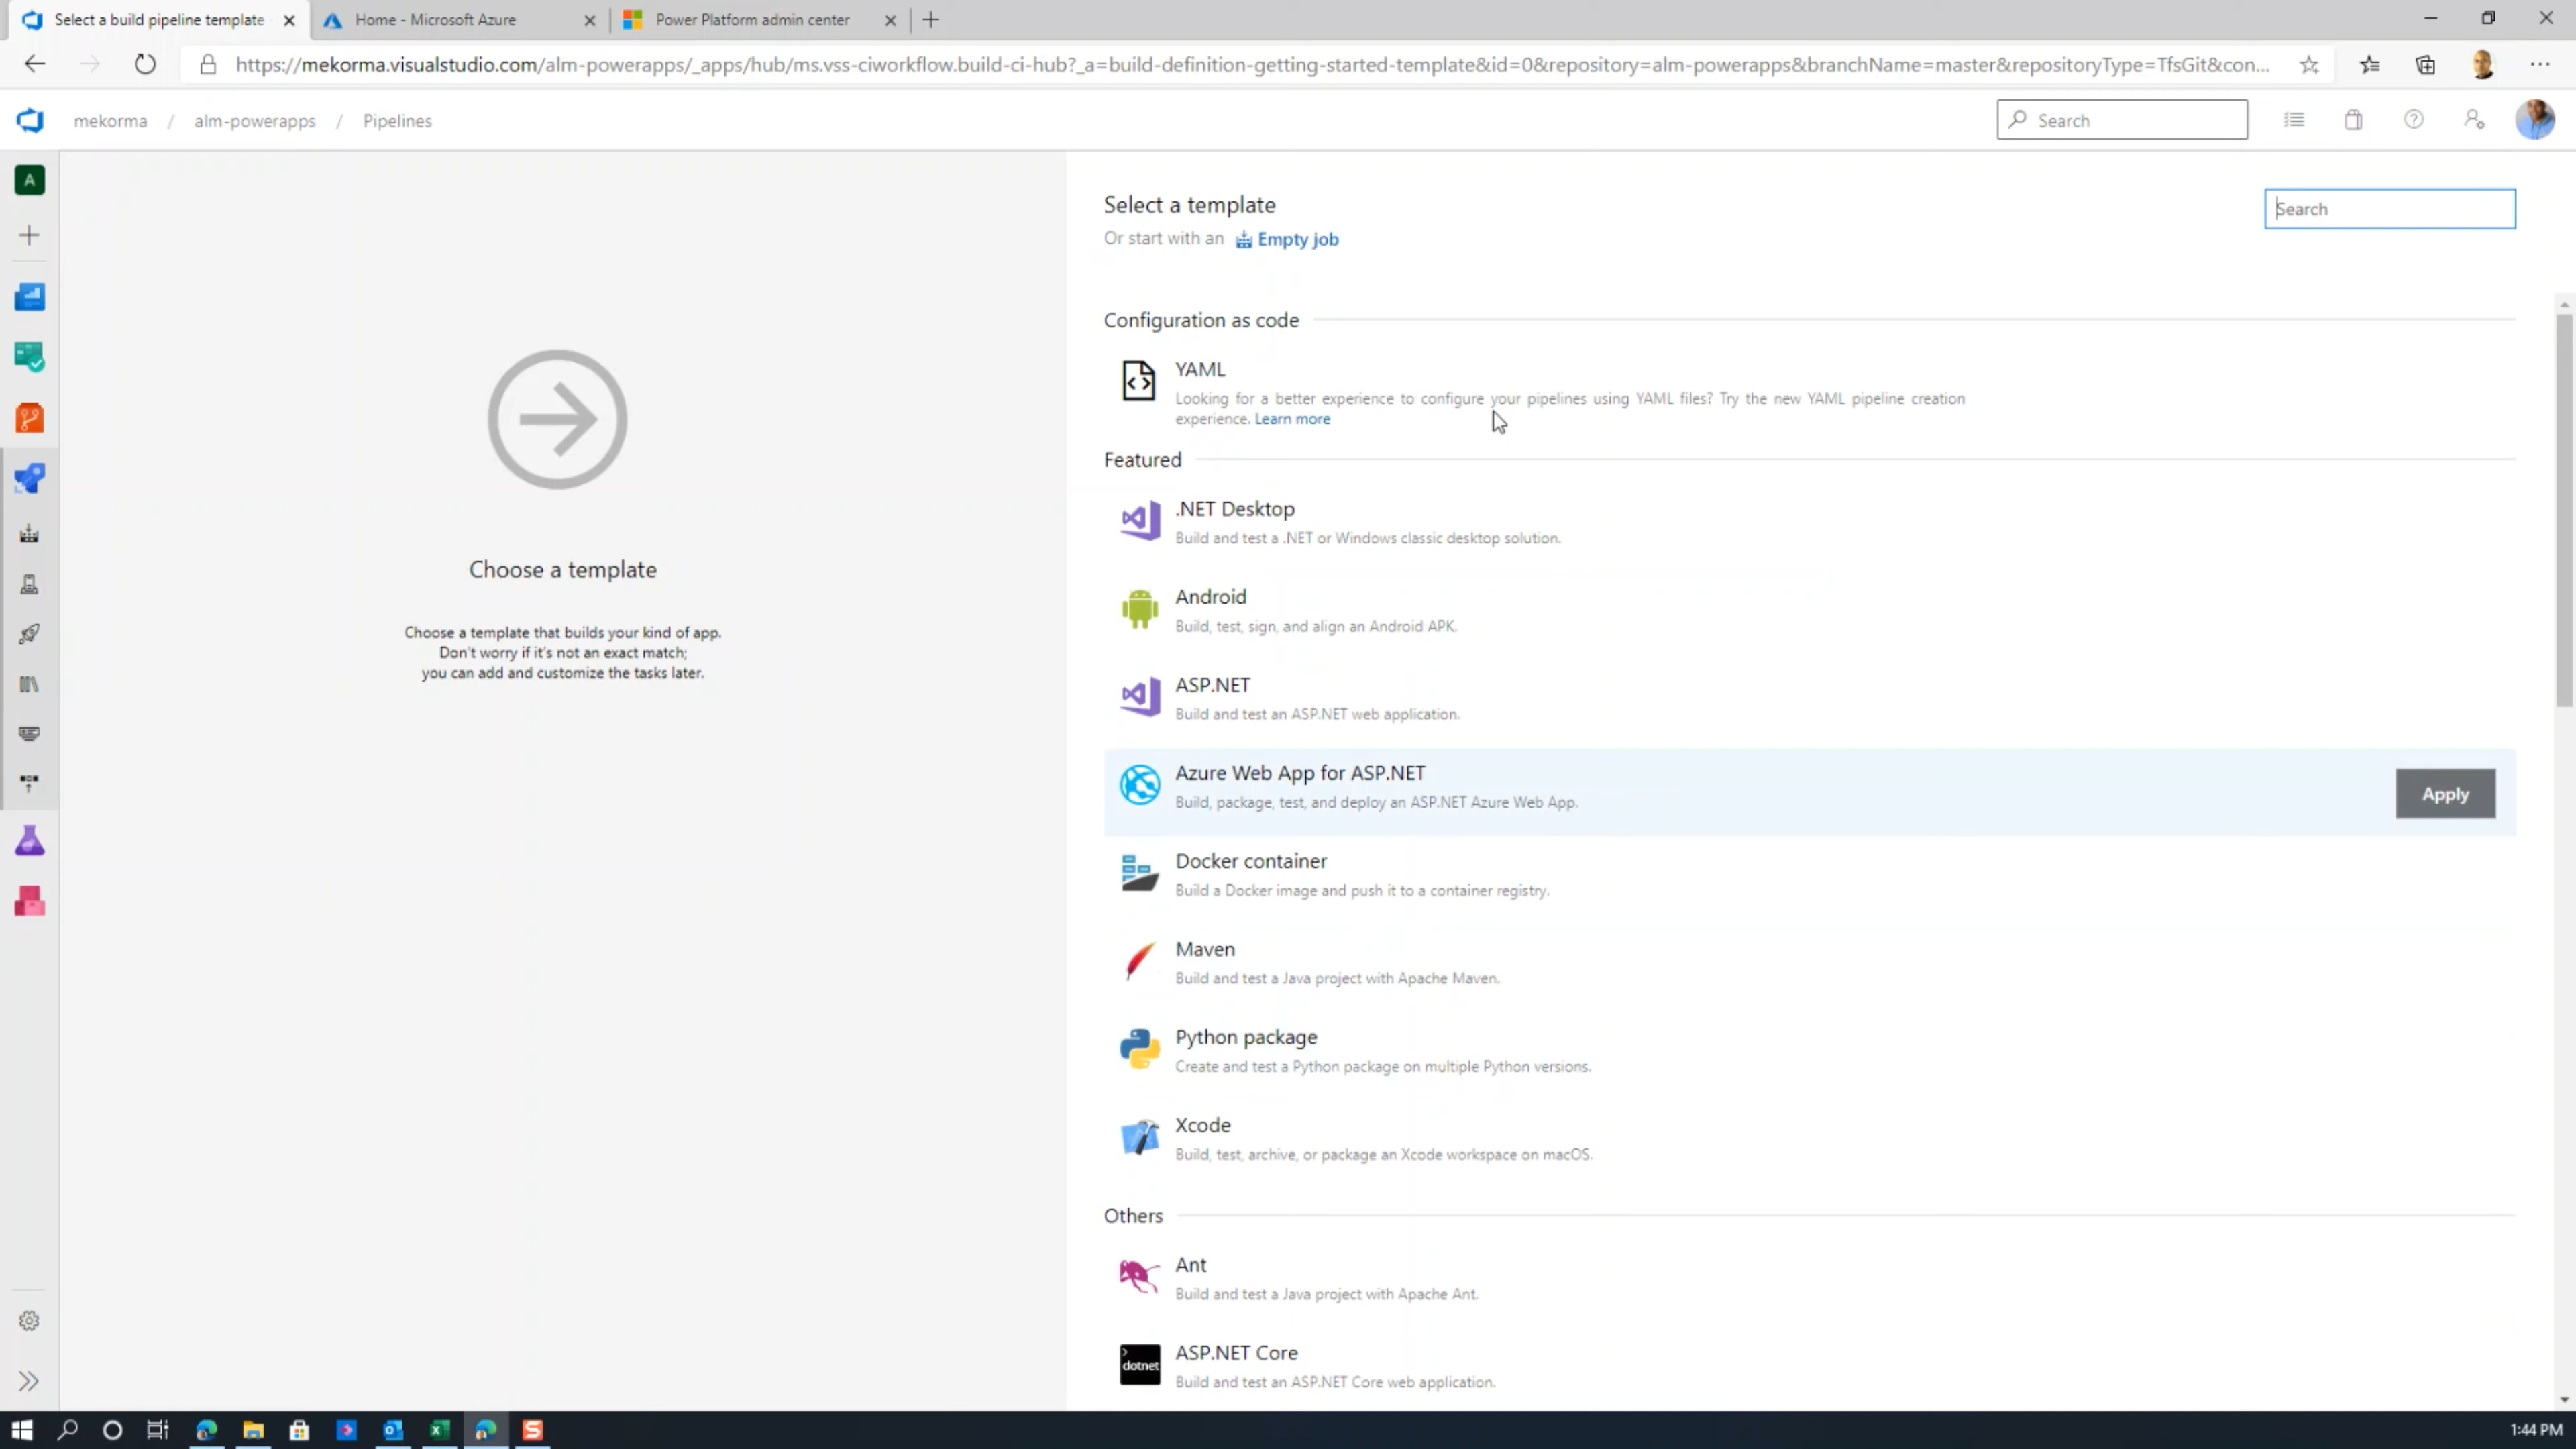 Select a build pipeline template
Home - Microsoft Azure
Power Platform admin center
https://mekorma.visualstudio.com/alm-powerapps/_apps/hub/ms.vss-ciworkflow.build-ci-hub?_a=build-definition-getting-started-template&id=0&repository=alm-powerapps&branchName=master&repositoryType=TfsGit&con...
mekorma / alm-powerapps / Pipelines
Search
A
Choose a template
Choose a template that builds your kind of app.
Don't worry if it's not an exact match;
you can add and customize the tasks later.
Select a template
Search
Or start with an Empty job
Configuration as code
YAML
Looking for a better experience to configure your pipelines using YAML files? Try the new YAML pipeline creation
experience. Learn more
Featured
.NET Desktop
Build and test a .NET or Windows classic desktop solution.
Android
Build, test, sign, and align an Android APK.
ASP.NET
Build and test an ASP.NET web application.
Azure Web App for ASP.NET
Build, package, test, and deploy an ASP.NET Azure Web App.
Apply
Docker container
Build a Docker image and push it to a container registry.
Maven
Build and test a Java project with Apache Maven.
Python package
Create and test a Python package on multiple Python versions.
Xcode
Build, test, archive, or package an Xcode workspace on macOS.
Others
Ant
Build and test a Java project with Apache Ant.
dotnet
ASP.NET Core
Build and test an ASP.NET Core web application.
1:44 PM